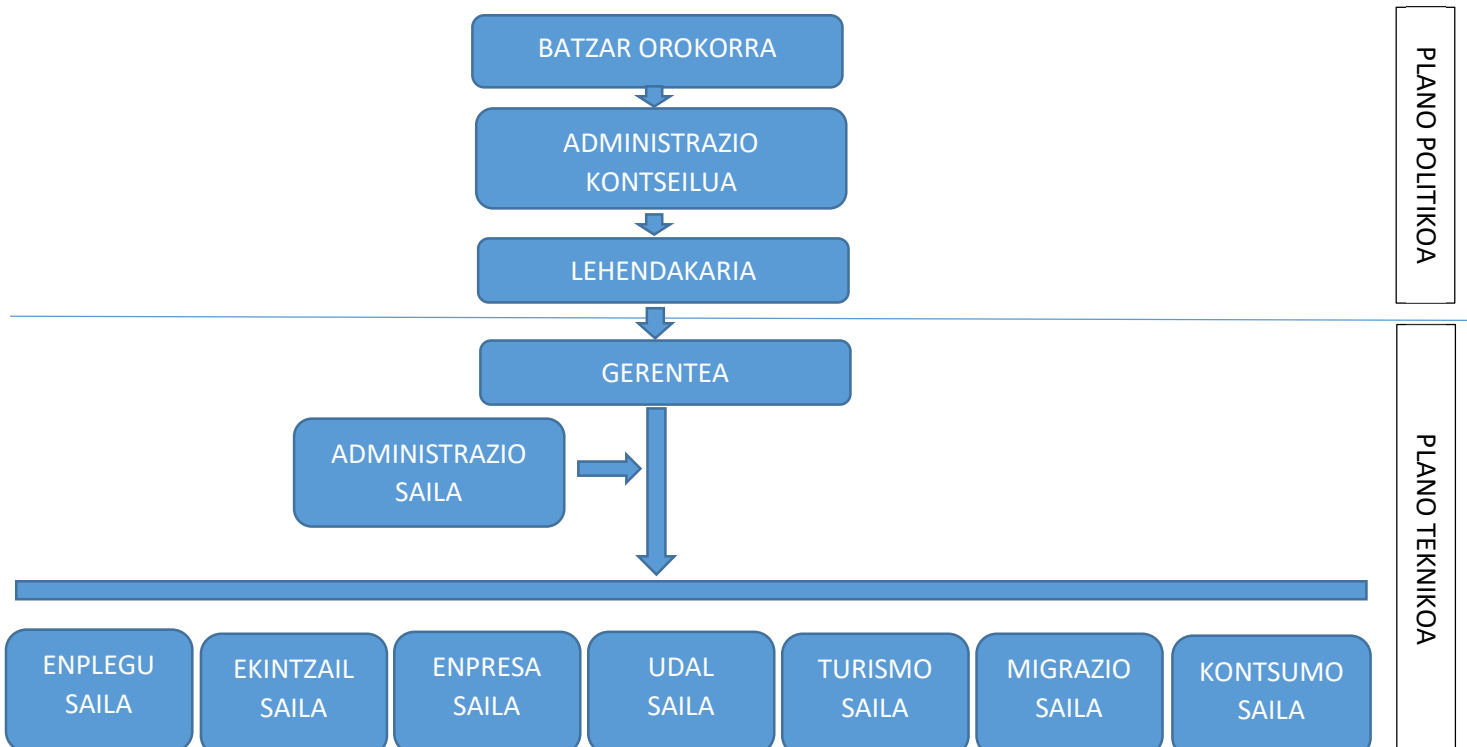 BATZAR OROKORRA
ADMINISTRAZIO
KONTSEILUA
LEHENDAKARIA
PLANO POLITIKOA
GERENTEA
ADMINISTRAZIO
SAILA
PLANO TEKNIKOA
ENPLEGU
SAILA
EKINTZAIL
SAILA
ENPRESA
SAILA
UDAL
SAILA
TURISMO
SAILA
MIGRAZIO
SAILA
KONTSUMO
SAILA